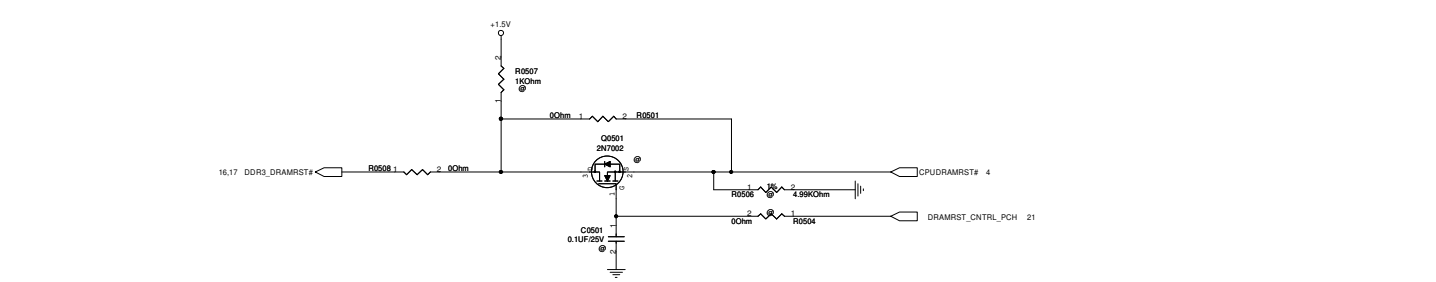 +1.5V
2
R0507
1KOhm
@
1
0Ohm 1 2 R0501
Q0501
2N7002
@
16,17 DDR3_DRAMRST#
R0508 1 2 0Ohm
3 D S 2
CPUDRAMRST# 4
1 1% 2
R0506 @ 4.99KOhm
1 G
2 @ 1
0Ohm R0504
DRAMRST_CNTRL_PCH 21
1
C0501
0.1UF/25V
@
2